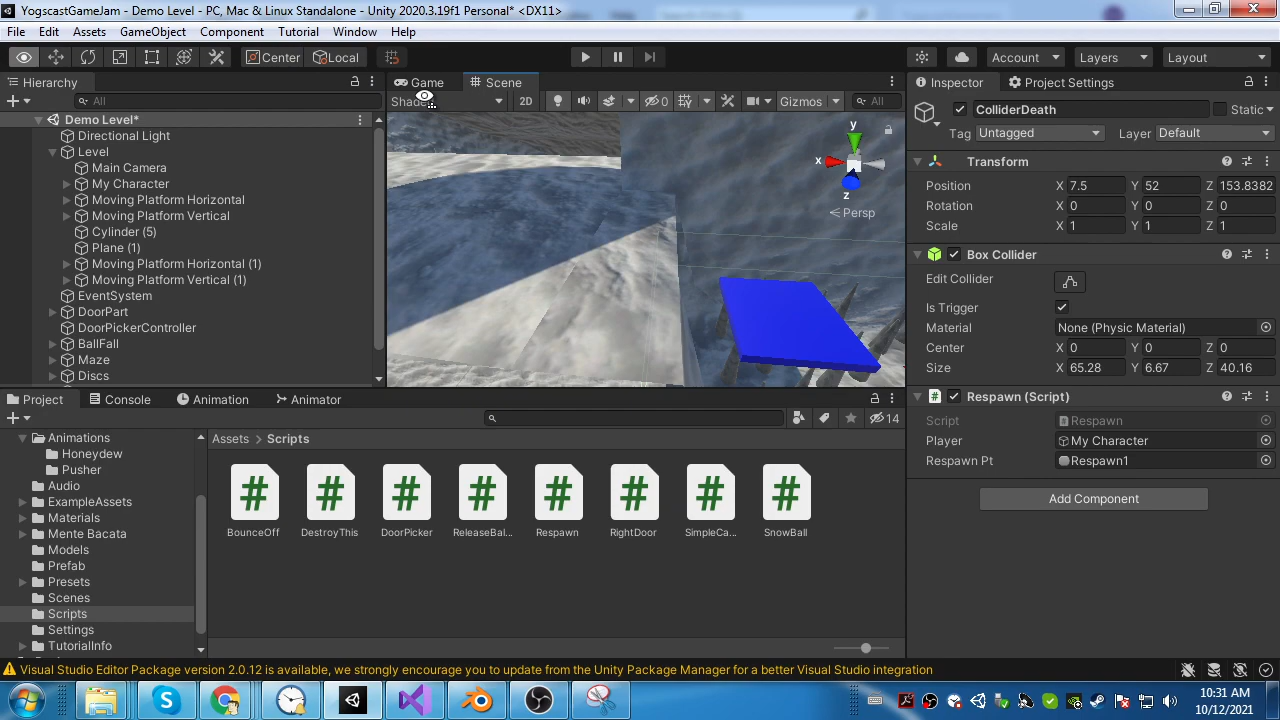 YogscastGameJam - Demo Level - PC, Mac & Linux Standalone - Unity 2020.3.19f1 Personal* <DX11>
File Edit Assets GameObject Component Tutorial Window Help
Center Local Account Layers Layout
Hierarchy
All
Demo Level*
Directional Light
Level
Main Camera
My Character
Moving Platform Horizontal
Moving Platform Vertical
Cylinder (5)
Plane (1)
Moving Platform Horizontal (1)
Moving Platform Vertical (1)
EventSystem
DoorPart
DoorPickerController
BallFall
Maze
Discs
Game Scene
Shade 2D 0 Gizmos All
y
x
z
Persp
Inspector Project Settings
ColliderDeath Static
Tag Untagged Layer Default
Transform
Position X 7.5 Y 52 Z 153.8382
Rotation X 0 Y 0 Z 0
Scale X 1 Y 1 Z 1
Box Collider
Edit Collider
Is Trigger
Material None (Physic Material)
Center X 0 Y 0 Z 0
Size X 65.28 Y 6.67 Z 40.16
Respawn (Script)
Script Respawn
Player My Character
Respawn Pt Respawn1
Add Component
Project Console Animation Animator
14
Animations
Honeydew
Pusher
Audio
ExampleAssets
Materials
Mente Bacata
Models
Prefab
Presets
Scenes
Scripts
Settings
TutorialInfo
Assets > Scripts
BounceOff DestroyThis DoorPicker ReleaseBal... Respawn RightDoor SimpleCa... SnowBall
Visual Studio Editor Package version 2.0.12 is available, we strongly encourage you to update from the Unity Package Manager for a better Visual Studio integration
10:31 AM
10/12/2021